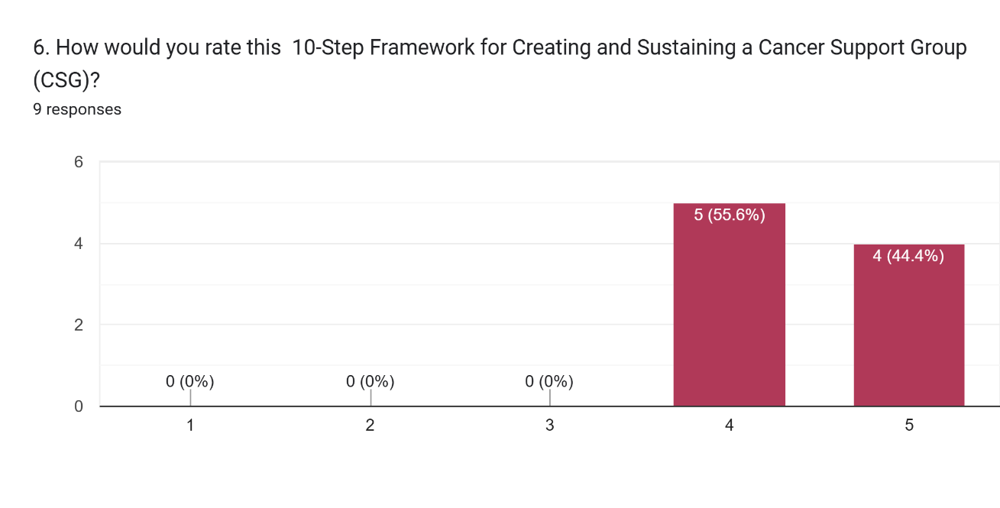 6. How would you rate this  10-Step Framework for Creating and Sustaining a Cancer Support Group
(CSG)?
9 responses
6
5 (55.6%)
4
4 (44.4%)
2
0 (0%) 0 (0%) 0 (0%)
0
1 2 3 4 5